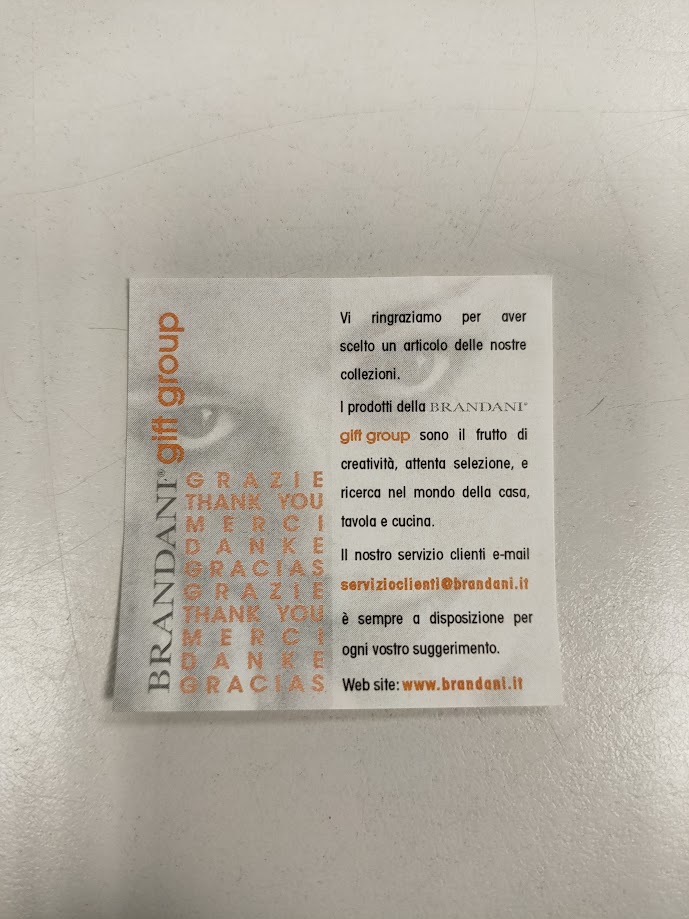 BRANDANI® gift group
GRAZIE
THANK YOU
MERCI
DANKE
GRACIAS
GRAZIE
THANK YOU
MERCI
DANKE
GRACIAS
Vi ringraziamo per aver
scelto un articolo delle nostre
collezioni.
I prodotti della BRANDANI®
gift group sono il frutto di
creatività, attenta selezione, e
ricerca nel mondo della casa,
tavola e cucina.
Il nostro servizio clienti e-mail
servizioclienti@brandani.it
è sempre a disposizione per
ogni vostro suggerimento.
Web site: www.brandani.it